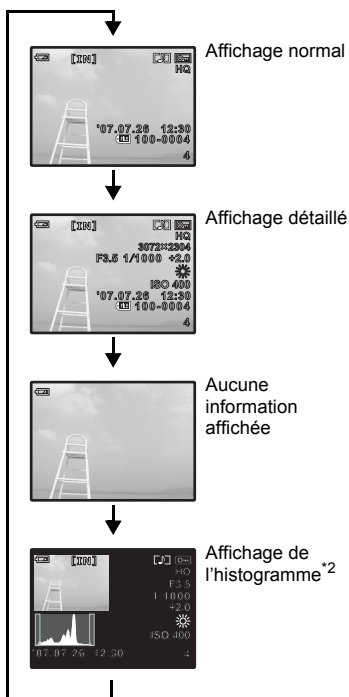 [IN]
HQ
Affichage normal
'07.07.26 12:30
100-0004
4
[IN]
HQ
Affichage détaillé
3072×2304
F3.5 1/1000 +2.0
ISO 400
'07.07.26 12:30
100-0004
4
Aucune
information
affichée
[IN]
HQ
Affichage de
l'histogramme*2
F3.5
1/1000
+2.0
ISO 400
'07.07.26 12:30
4